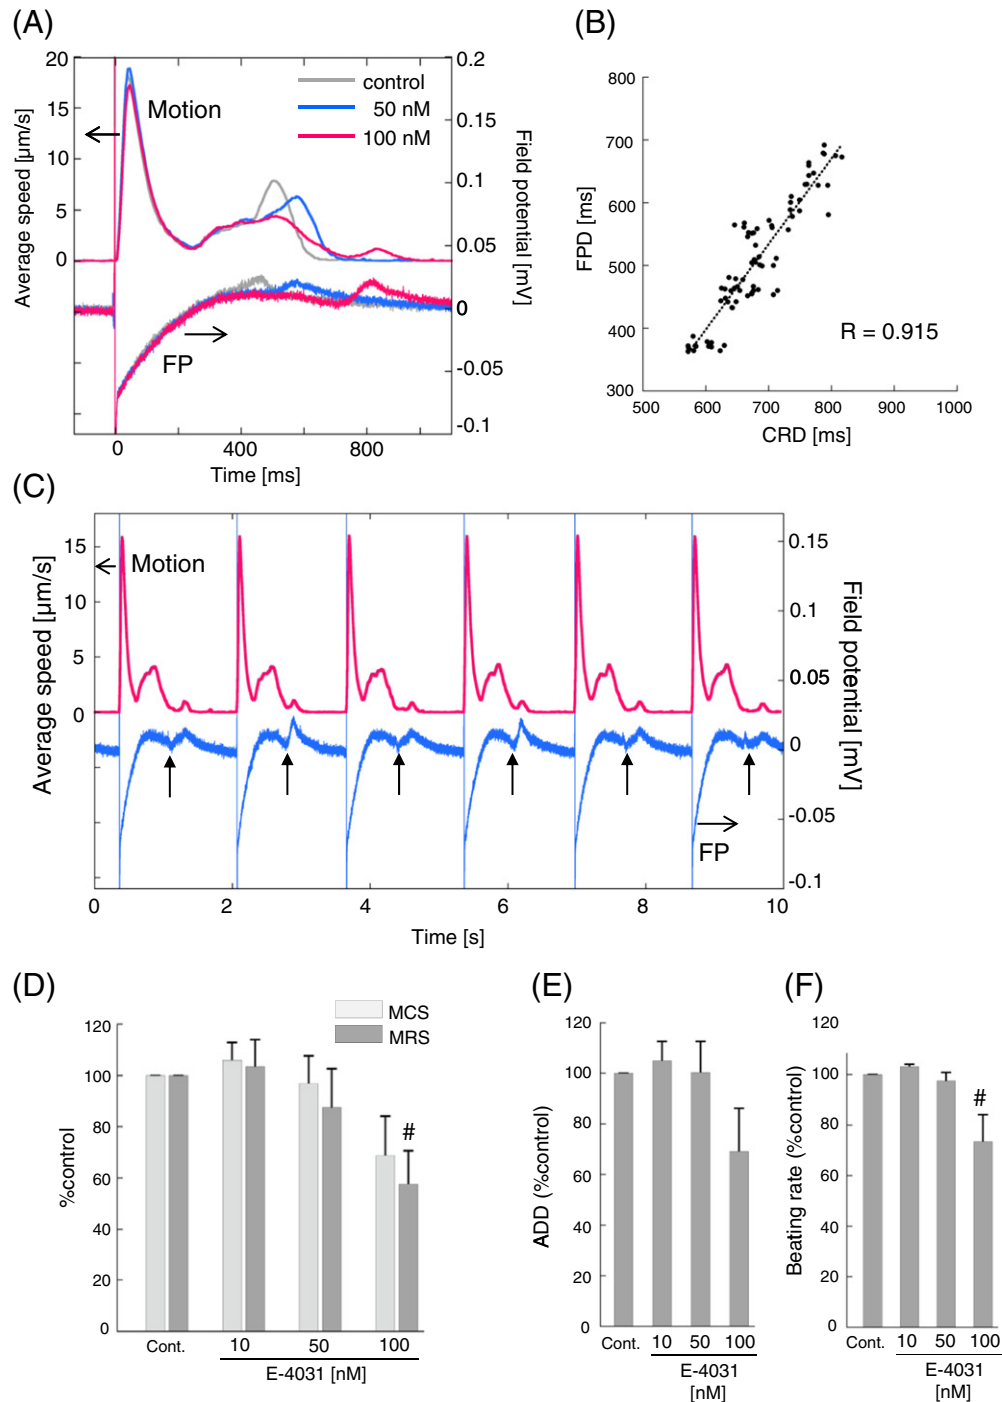 (A)
20
15
10
5
0
Average speed [μm/s]
Motion
control
50 nM
100 nM
0.2
0.15
0.1
0.05
0
-0.05
-0.1
Field potential [mV]
FP
0
400
800
Time [ms]
(B)
800
700
600
500
400
300
FPD [ms]
R = 0.915
500
600
700
800
900
1000
CRD [ms]
(C)
15
10
5
0
Average speed [μm/s]
Motion
0.15
0.1
0.05
0
-0.05
-0.1
Field potential [mV]
FP
0
2
4
6
8
10
Time [s]
(D)
MCS
MRS
120
100
80
60
40
20
0
%control
#
Cont.
10
50
100
E-4031 [nM]
(E)
120
100
80
60
40
20
0
ADD (%control)
Cont.
10
50
100
E-4031
[nM]
(F)
120
100
80
60
40
20
0
Beating rate (%control)
#
Cont.
10
50
100
E-4031
[nM]